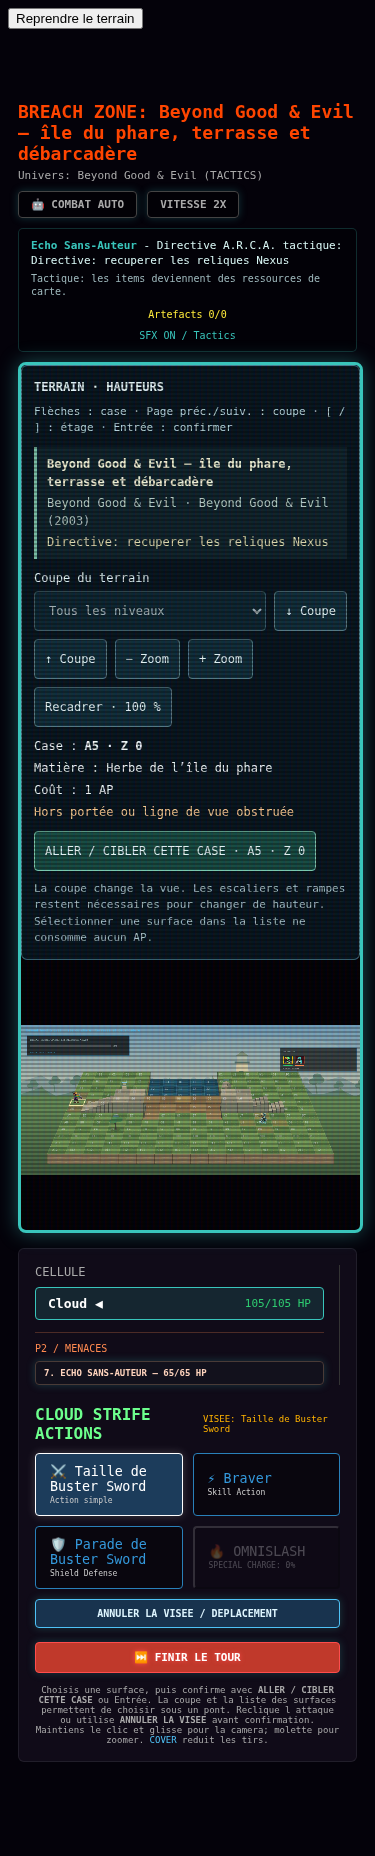 Reprendre le terrain
BREACH ZONE: Beyond Good & Evil
— île du phare, terrasse et
débarcadère
Univers: Beyond Good & Evil (TACTICS)
🤖 COMBAT AUTO
VITESSE 2X
Echo Sans-Auteur - Directive A.R.C.A. tactique:
Directive: recuperer les reliques Nexus
Tactique: les items deviennent des ressources de
carte.
Artefacts 0/0
SFX ON / Tactics
TERRAIN · HAUTEURS
Flèches : case · Page préc./suiv. : coupe · [ /
] : étage · Entrée : confirmer
Beyond Good & Evil — île du phare,
terrasse et débarcadère
Beyond Good & Evil · Beyond Good & Evil
(2003)
Directive: recuperer les reliques Nexus
Coupe du terrain
Tous les niveaux
↓ Coupe
↑ Coupe
− Zoom
+ Zoom
Recadrer · 100 %
Case : A5 · Z 0
Matière : Herbe de l’île du phare
Coût : 1 AP
Hors portée ou ligne de vue obstruée
ALLER / CIBLER CETTE CASE · A5 · Z 0
La coupe change la vue. Les escaliers et rampes
restent nécessaires pour changer de hauteur.
Sélectionner une surface dans la liste ne
consomme aucun AP.
CELLULE
Cloud ◀
105/105 HP
P2 / MENACES
7. ECHO SANS-AUTEUR — 65/65 HP
CLOUD STRIFE
ACTIONS
VISEE: Taille de Buster
Sword
⚔️ Taille de
Buster Sword
Action simple
⚡ Braver
Skill Action
🛡️ Parade de
Buster Sword
Shield Defense
🔥 OMNISLASH
SPECIAL CHARGE: 0%
ANNULER LA VISEE / DEPLACEMENT
⏩ FINIR LE TOUR
Choisis une surface, puis confirme avec ALLER / CIBLER
CETTE CASE ou Entrée. La coupe et la liste des surfaces
permettent de choisir sous un pont. Reclique l attaque
ou utilise ANNULER LA VISEE avant confirmation.
Maintiens le clic et glisse pour la camera; molette pour
zoomer. COVER reduit les tirs.